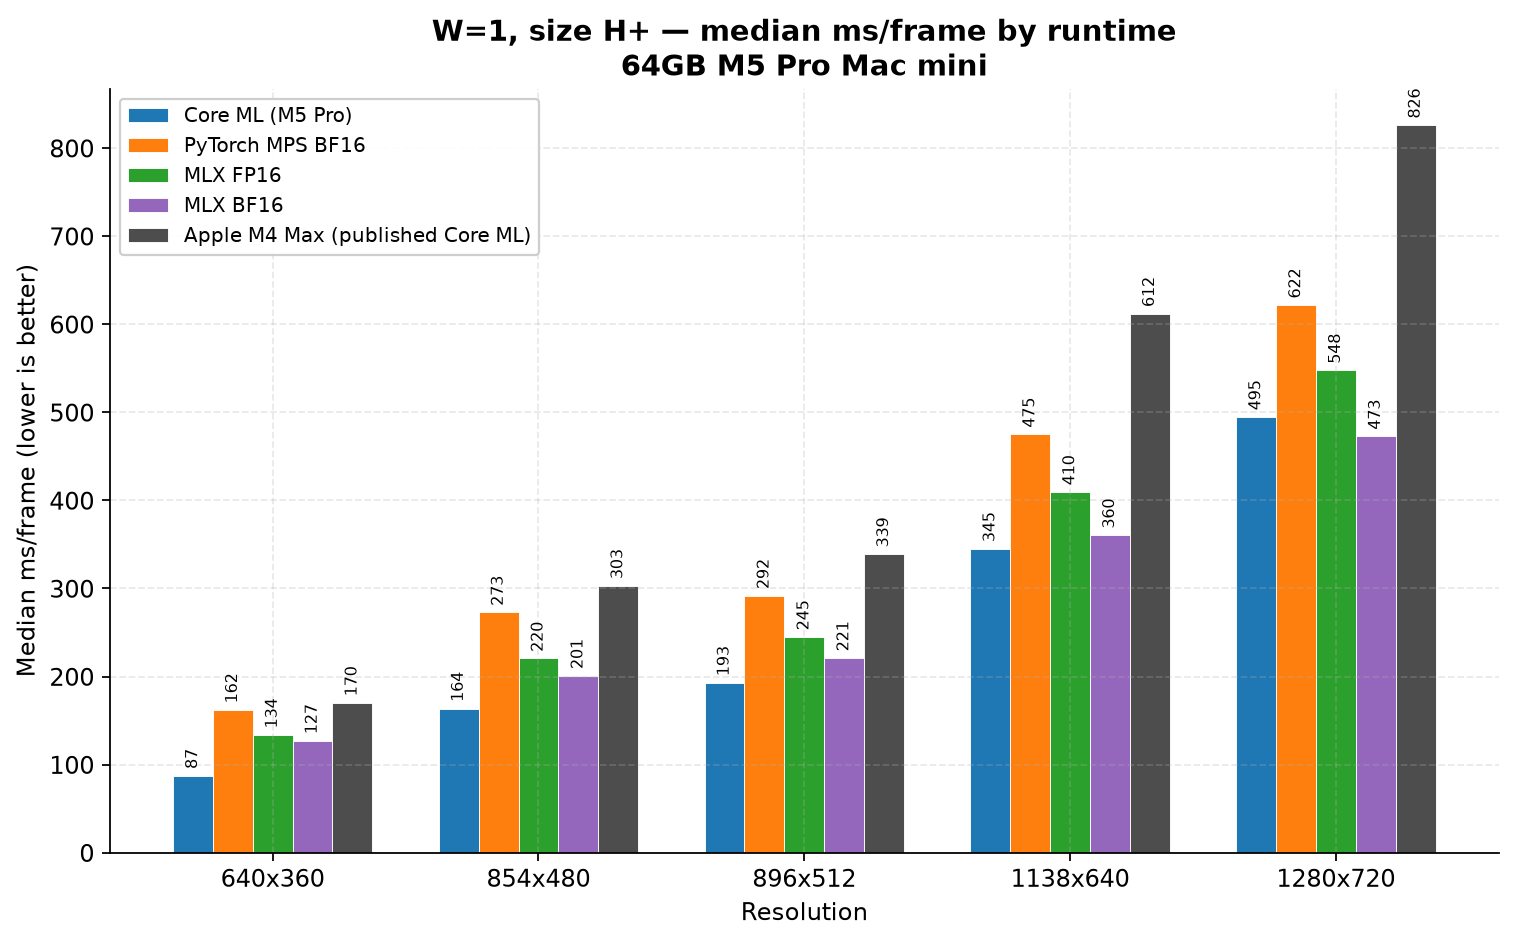 W=1, size H+ — median ms/frame by runtime
64GB M5 Pro Mac mini
Core ML (M5 Pro)
PyTorch MPS BF16
MLX FP16
MLX BF16
Apple M4 Max (published Core ML)
Median ms/frame (lower is better)
800
700
600
500
400
300
200
100
0
87
162
134
127
170
164
273
220
201
303
193
292
245
221
339
345
475
410
360
612
495
622
548
473
826
640x360
854x480
896x512
1138x640
1280x720
Resolution